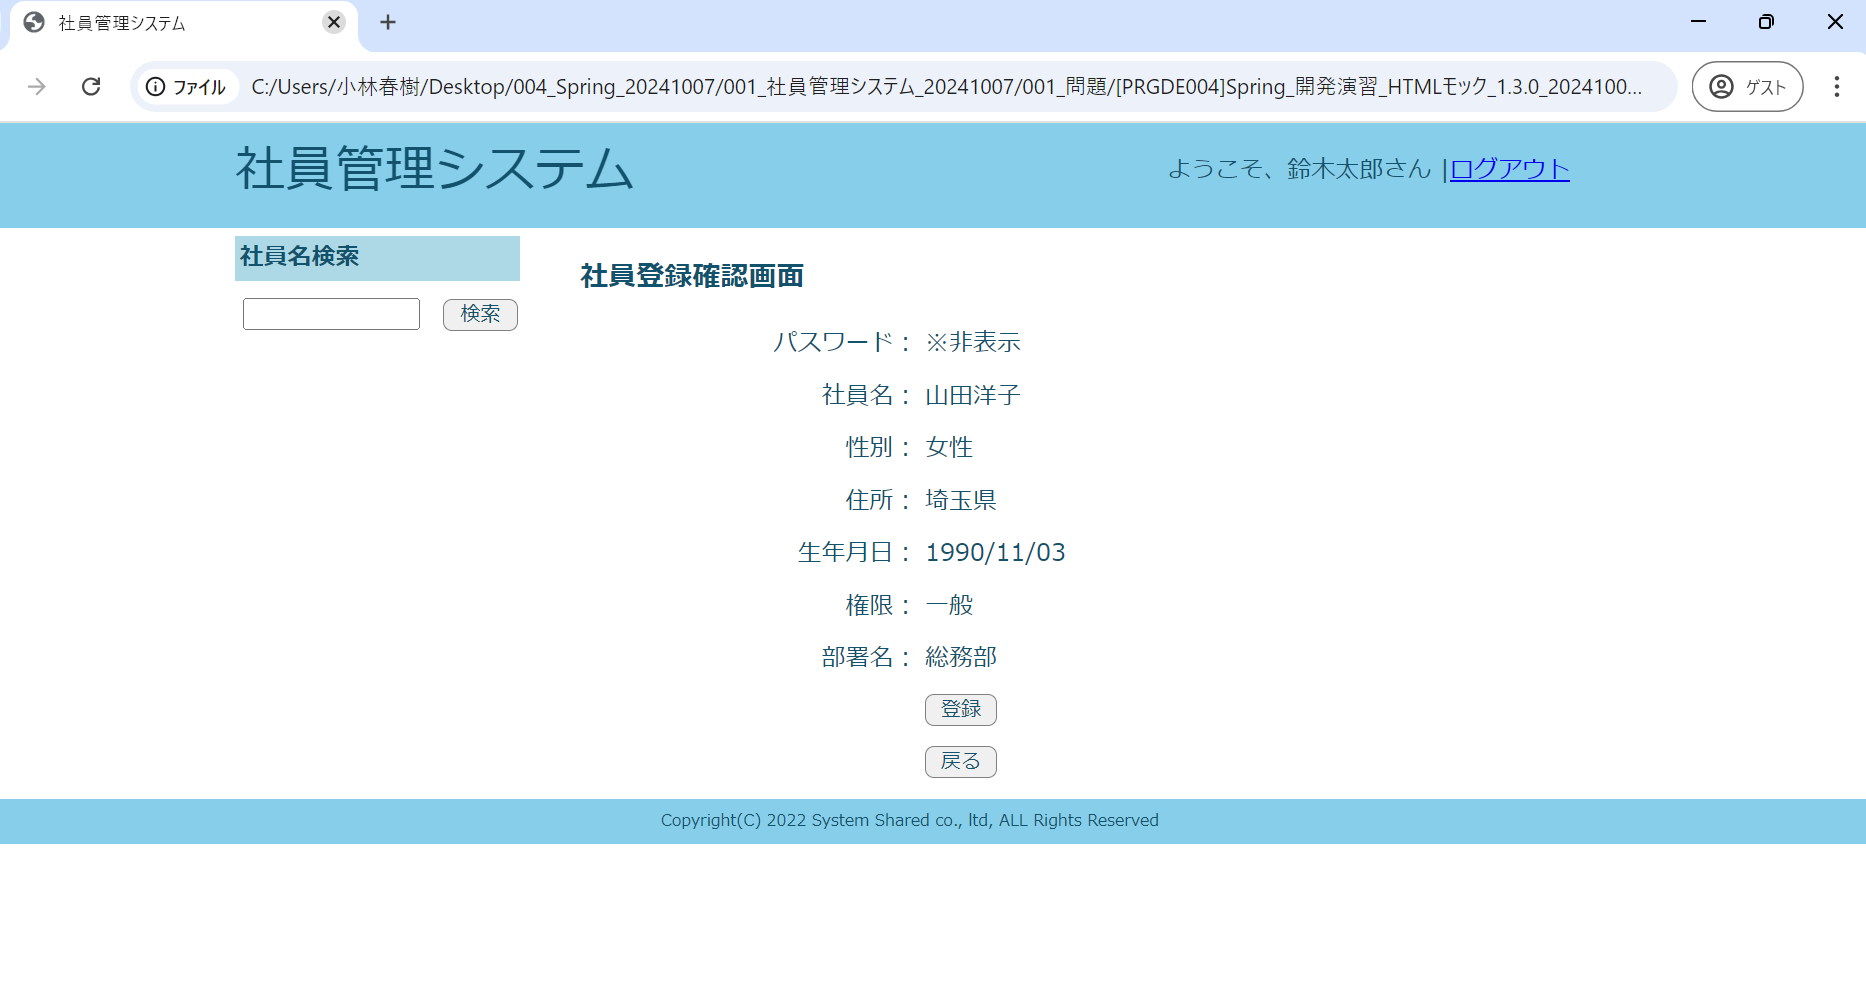 社員管理システム
ファイル
C:/Users/小林春樹/Desktop/004_Spring_20241007/001_社員管理システム_20241007/001_問題/[PRGDE004]Spring_開発演習_HTMLモック_1.3.0_2024100...
ゲスト
社員管理システム
ようこそ、鈴木太郎さん |ログアウト
社員名検索
検索
社員登録確認画面
パスワード： ※非表示
社員名： 山田洋子
性別： 女性
住所： 埼玉県
生年月日： 1990/11/03
権限： 一般
部署名： 総務部
登録
戻る
Copyright(C) 2022 System Shared co., ltd, ALL Rights Reserved